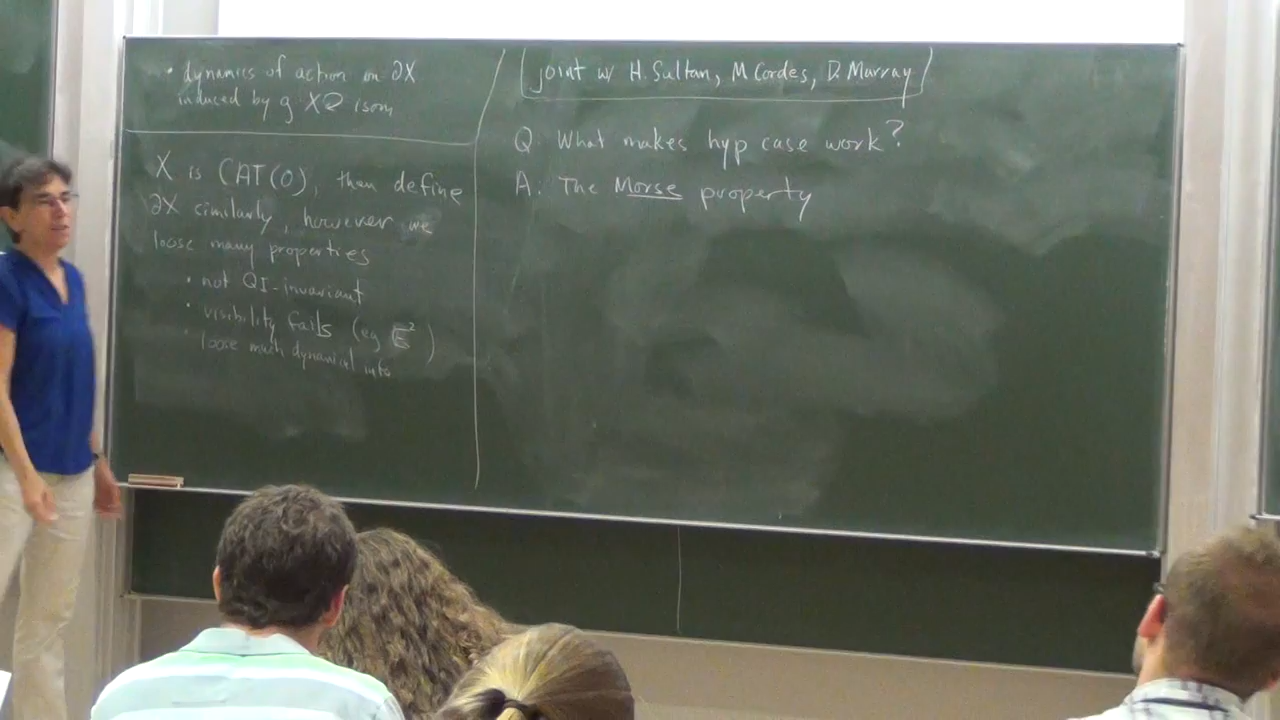 • dynamics of action on ∂X
induced by g X⟲ isom
X is CAT(0), then define
∂X similarly, however we
loose many properties
• not QI-invariant
• visibility fails (eg 𝔼²)
• loose much dynamical info
joint w/ H. Sultan, M Cordes, D. Murray
Q. What makes hyp case work?
A. The Morse property